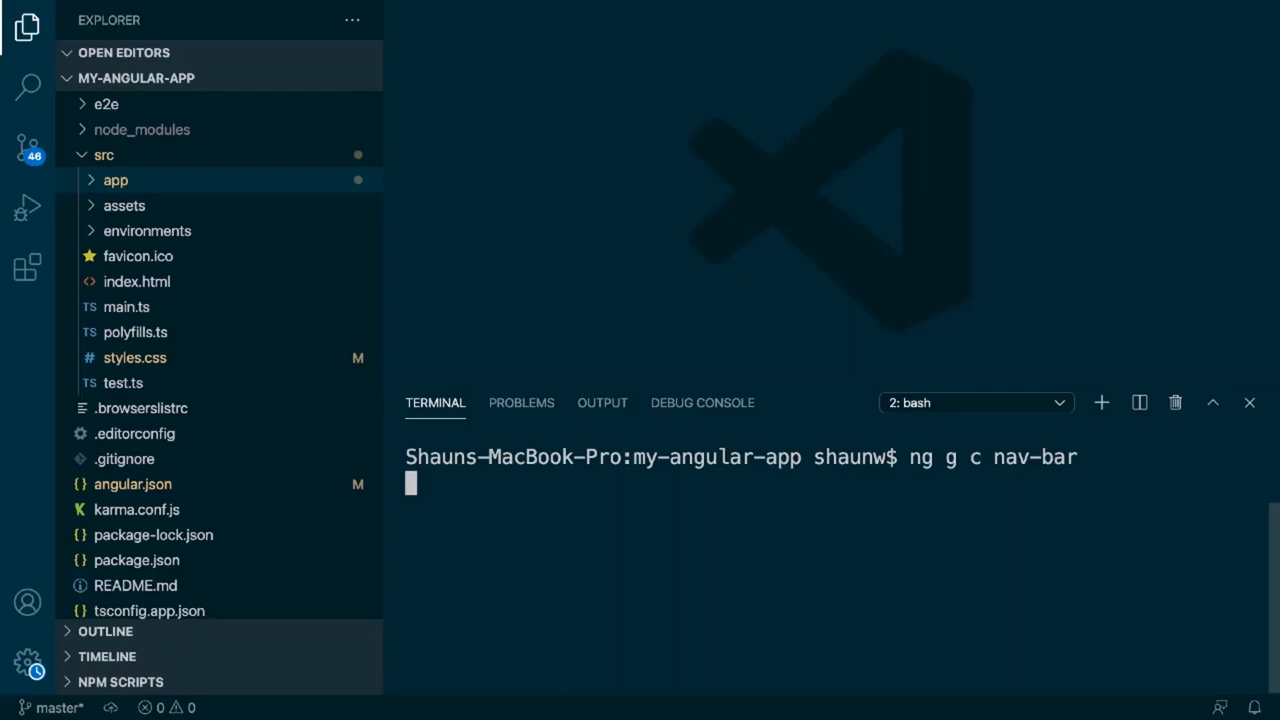 EXPLORER
OPEN EDITORS
MY-ANGULAR-APP
e2e
node_modules
src
app
assets
environments
favicon.ico
<> index.html
TS main.ts
TS polyfills.ts
# styles.css M
TS test.ts
.browserslistrc
.editorconfig
.gitignore
{} angular.json M
karma.conf.js
{} package-lock.json
{} package.json
README.md
{} tsconfig.app.json
OUTLINE
TIMELINE
NPM SCRIPTS
46
TERMINAL PROBLEMS OUTPUT DEBUG CONSOLE 2: bash
Shauns-MacBook-Pro:my-angular-app shaunw$ ng g c nav-bar
master* 0 0